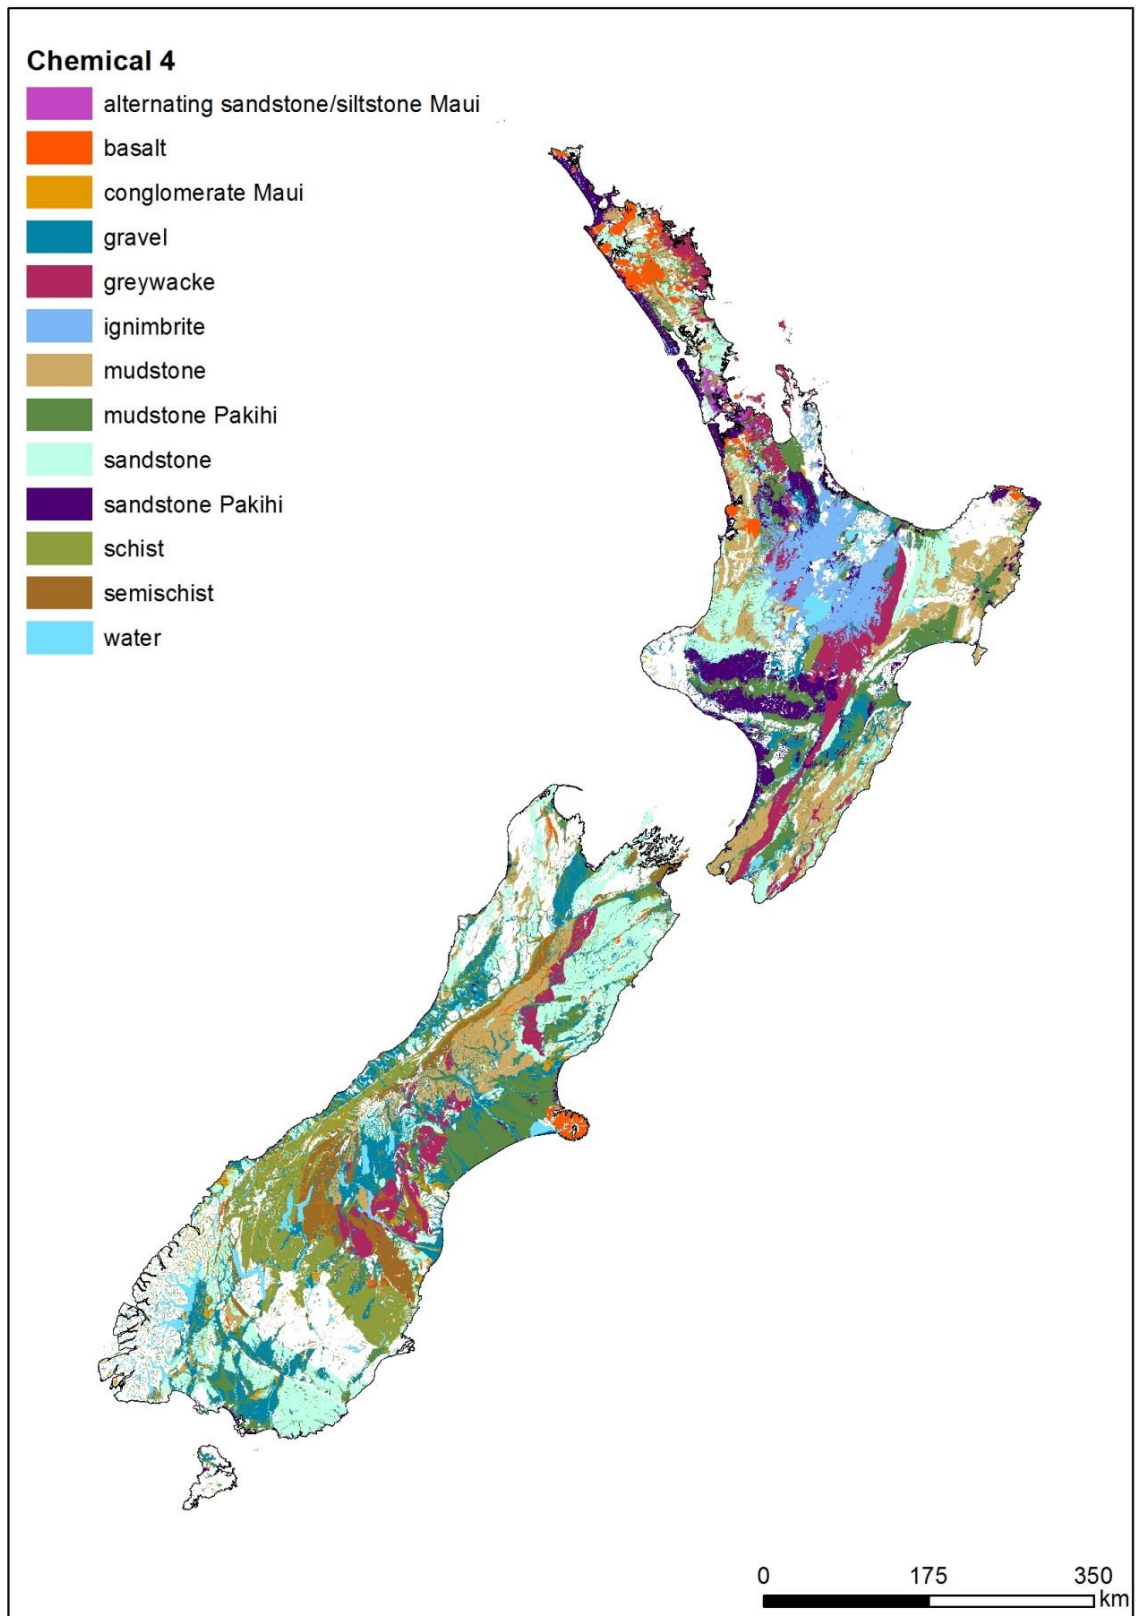 Chemical 4
alternating sandstone/siltstone Maui
basalt
conglomerate Maui
gravel
greywacke
ignimbrite
mudstone
mudstone Pakihi
sandstone
sandstone Pakihi
schist
semischist
water
0 175 350
km